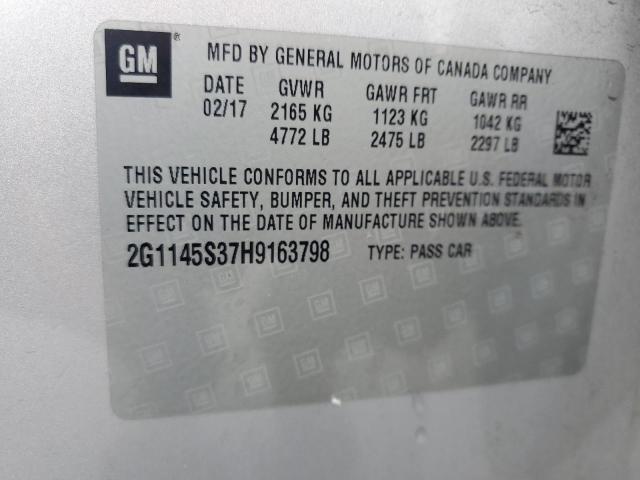 GM
MFD BY GENERAL MOTORS OF CANADA COMPANY
DATE GVWR GAWR FRT GAWR RR
02/17 2165 KG 1123 KG 1042 KG
4772 LB 2475 LB 2297 LB
THIS VEHICLE CONFORMS TO ALL APPLICABLE U.S. FEDERAL MOTOR
VEHICLE SAFETY, BUMPER, AND THEFT PREVENTION STANDARDS IN
EFFECT ON THE DATE OF MANUFACTURE SHOWN ABOVE.
2G1145S37H9163798 TYPE: PASS CAR